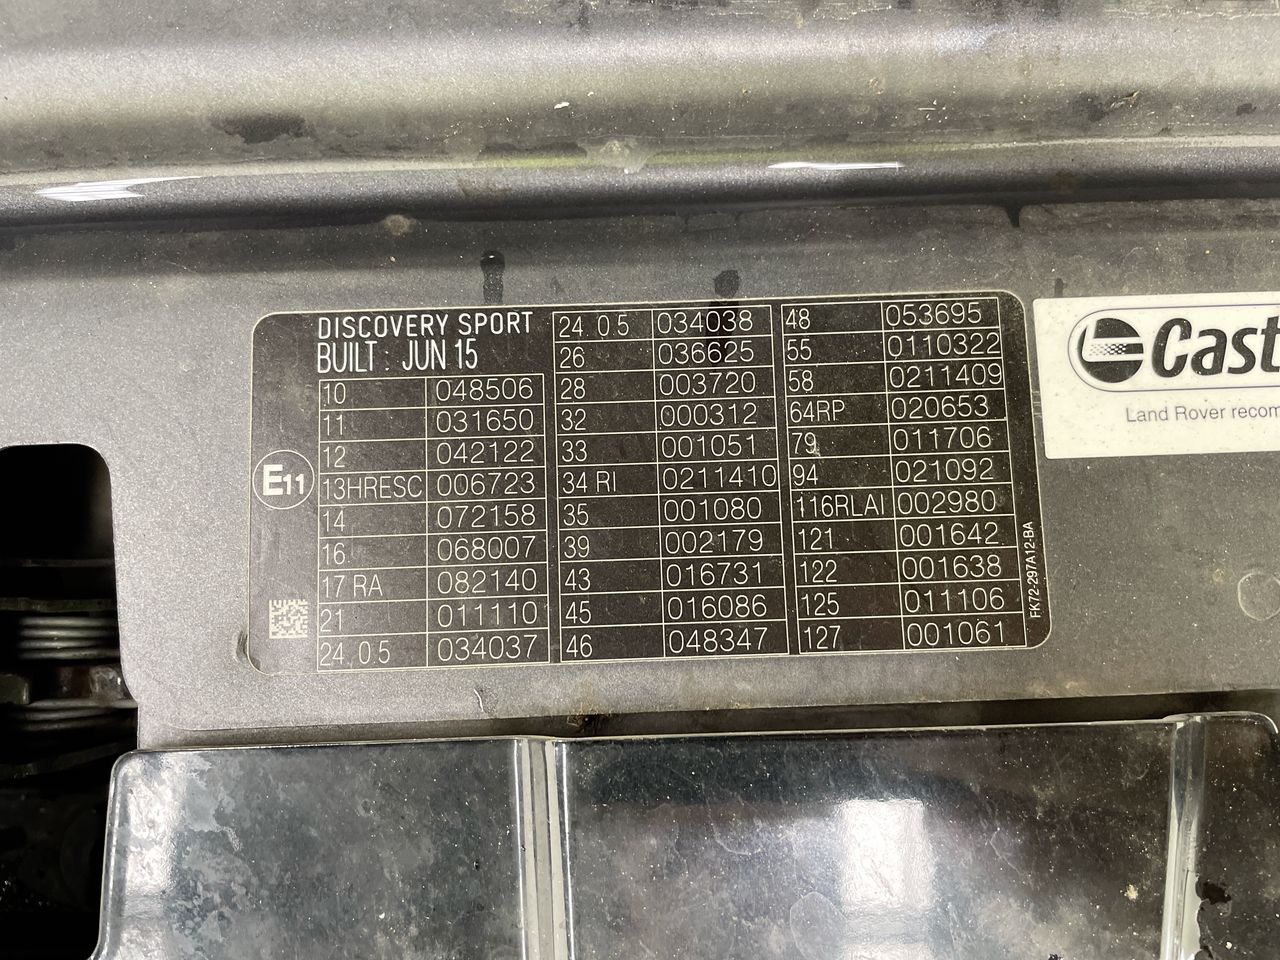 DISCOVERY SPORT
BUILT : JUN 15
E11
10 048506
11 031650
12 042122
13HRESC 006723
14 072158
16 068007
17 RA 082140
21 011110
24 0.5 034037
24 0.5 034038
26 036625
28 003720
32 000312
33 001051
34 RI 0211410
35 001080
39 002179
43 016731
45 016086
46 048347
48 053695
55 0110322
58 0211409
64RP 020653
79 011706
94 021092
116RLAI 002980
121 001642
122 001638
125 011106
127 001061
FK72-297A12-BA
Cast
Land Rover recom